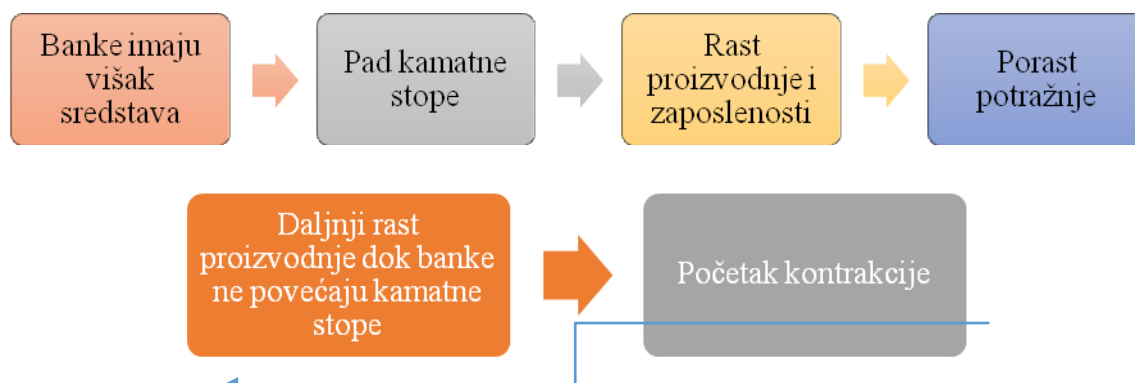 Banke imaju
višak
sredstava
Pad kamatne
stope
Rast
proizvodnje i
zaposlenosti
Porast
potražnje
Daljnji rast
proizvodnje dok banke
ne povećaju kamatne
stope
Početak kontrakcije